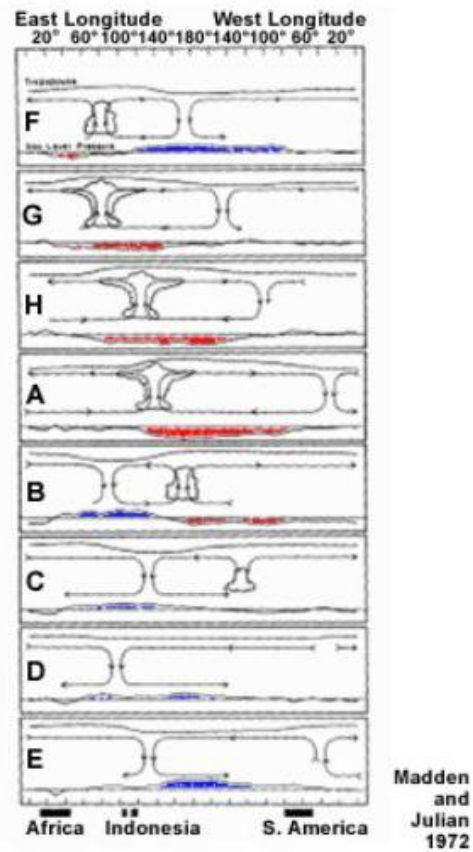 East Longitude West Longitude
20° 60° 100° 140° 180° 140° 100° 60° 20°
Tropopause
F
Sea Level Pressure
G
H
A
B
C
D
E
Africa Indonesia S. America
Madden
and
Julian
1972